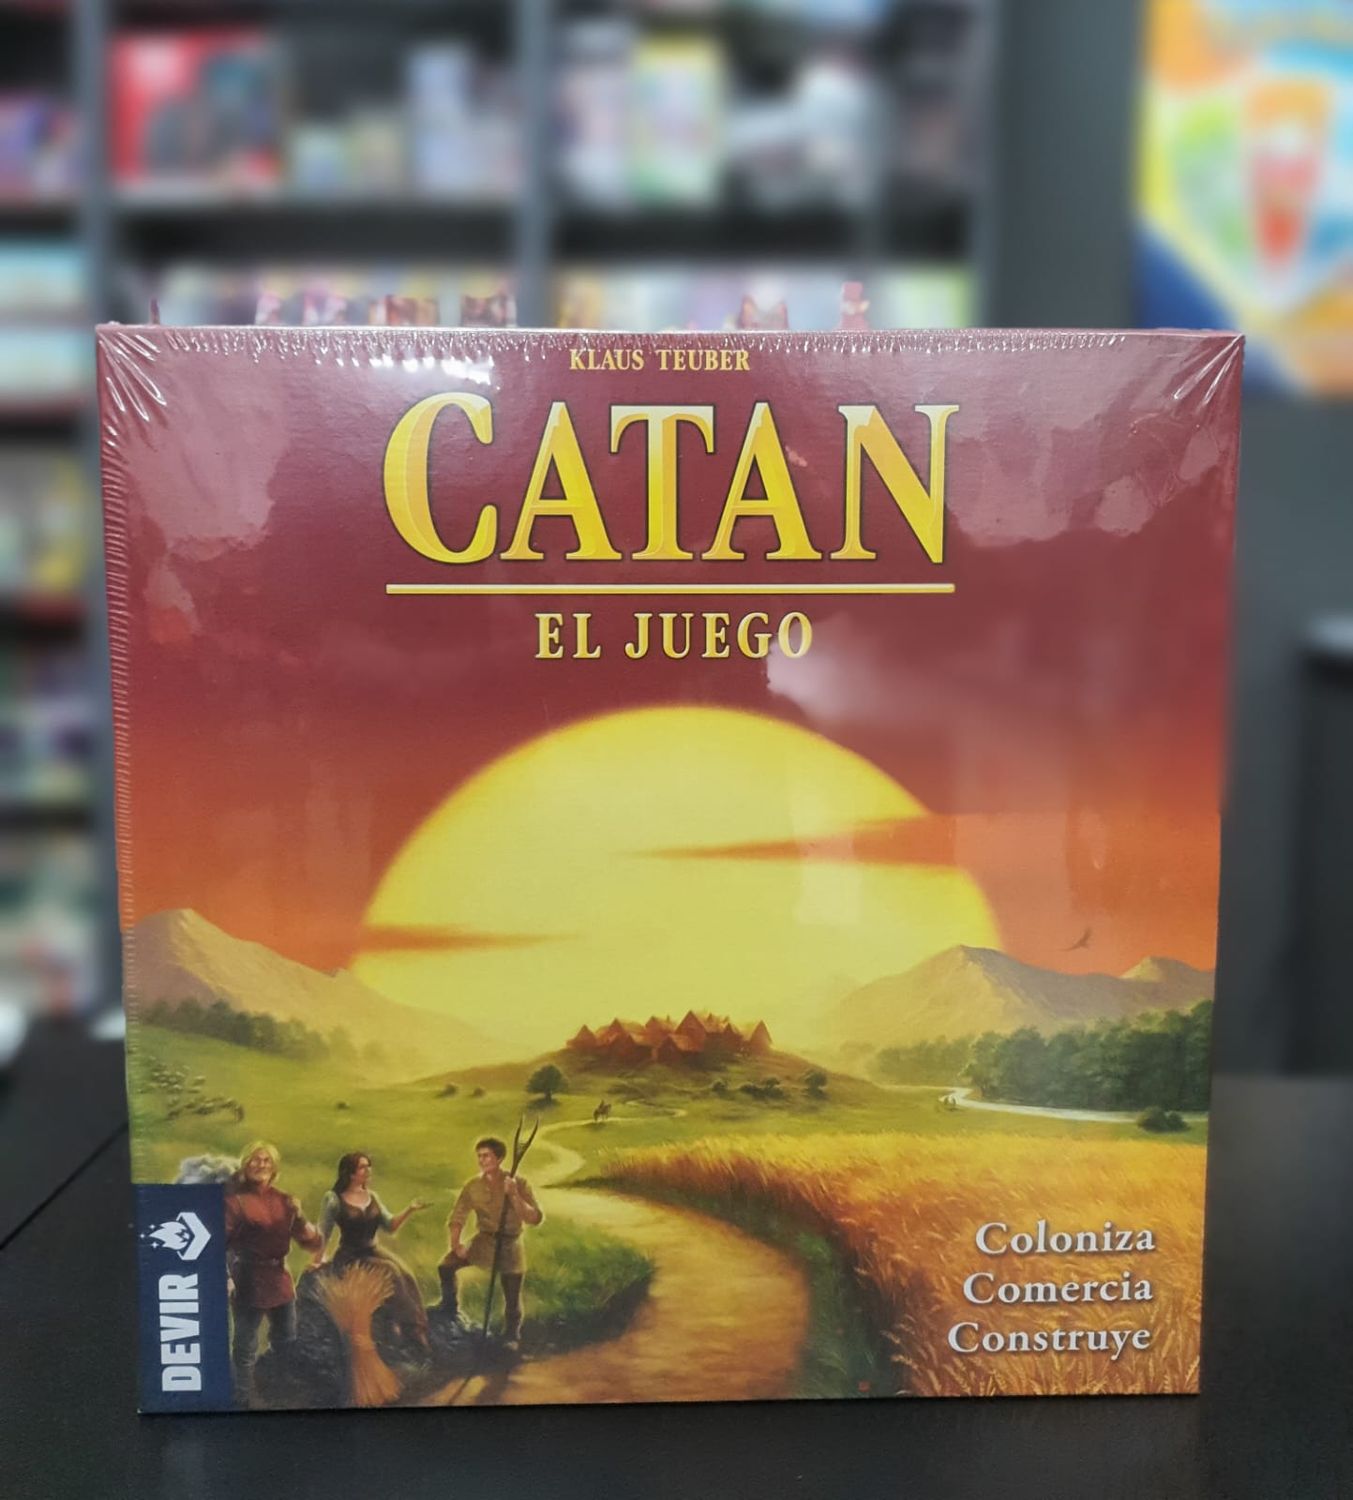 KLAUS TEUBER
CATAN
EL JUEGO
Coloniza
Comercia
Construye
DEVIR